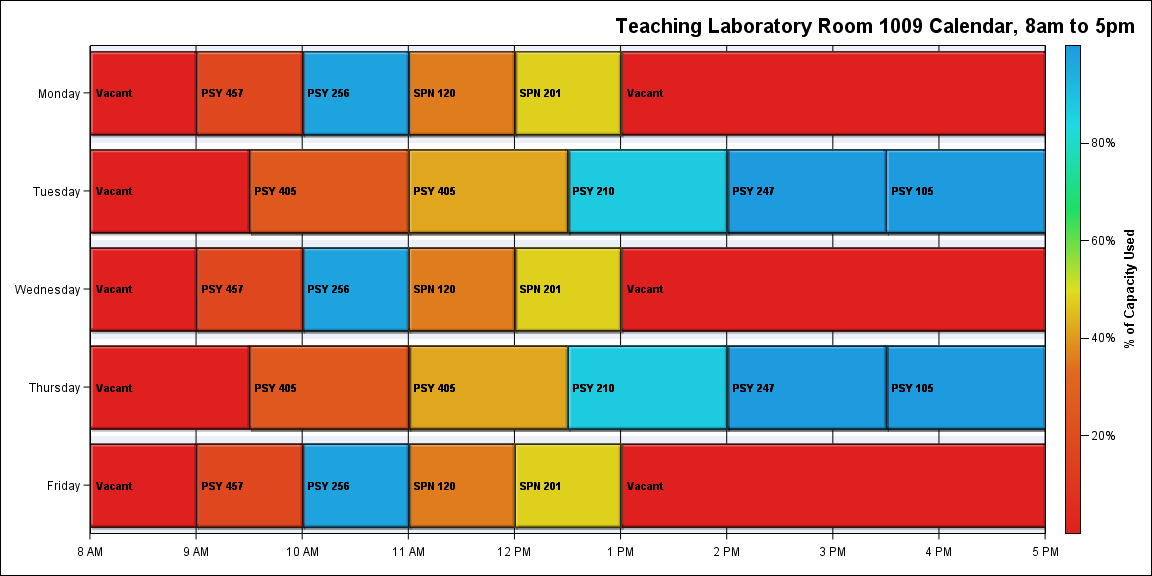 Teaching Laboratory Room 1009 Calendar, 8am to 5pm
Monday
Vacant
PSY 457
PSY 256
SPN 120
SPN 201
Vacant
Tuesday
Vacant
PSY 405
PSY 405
PSY 210
PSY 247
PSY 105
Wednesday
Vacant
PSY 457
PSY 256
SPN 120
SPN 201
Vacant
Thursday
Vacant
PSY 405
PSY 405
PSY 210
PSY 247
PSY 105
Friday
Vacant
PSY 457
PSY 256
SPN 120
SPN 201
Vacant
8 AM
9 AM
10 AM
11 AM
12 PM
1 PM
2 PM
3 PM
4 PM
5 PM
80%
60%
40%
20%
% of Capacity Used